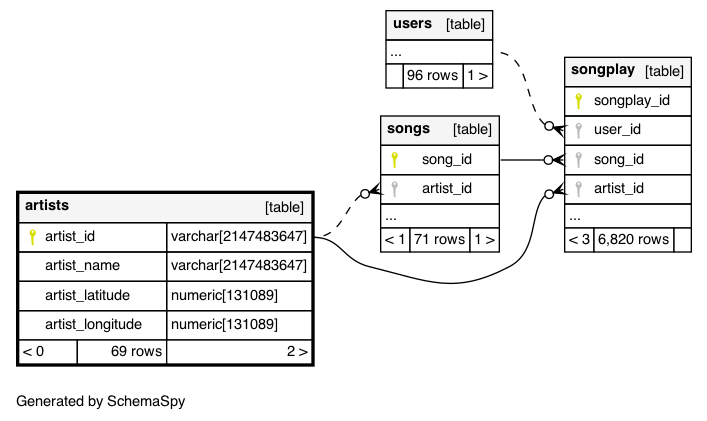 users [table]
...
96 rows 1 >
songplay [table]
songplay_id
user_id
song_id
artist_id
...
< 3 6,820 rows
songs [table]
song_id
artist_id
...
< 1 71 rows 1 >
artists [table]
artist_id varchar[2147483647]
artist_name varchar[2147483647]
artist_latitude numeric[131089]
artist_longitude numeric[131089]
< 0 69 rows 2 >
Generated by SchemaSpy